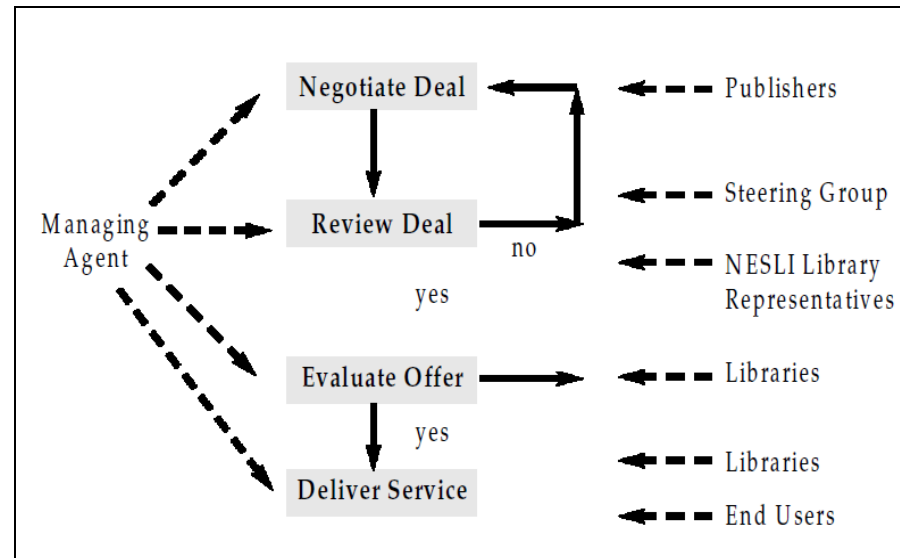 Negotiate Deal
Publishers
Steering Group
Managing
Agent
Review Deal
no
NESLI Library
Representatives
yes
Evaluate Offer
Libraries
yes
Libraries
Deliver Service
End Users